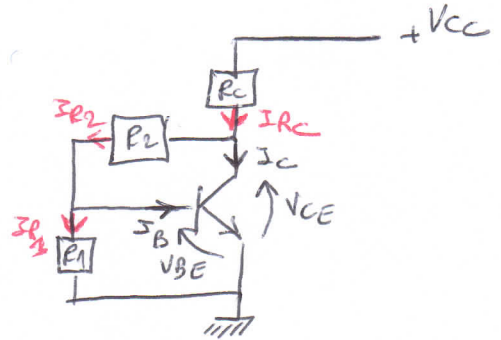 + VCC
RC
IR2
R2
IRC
IC
VCE
IB
VBE
IR1
R1